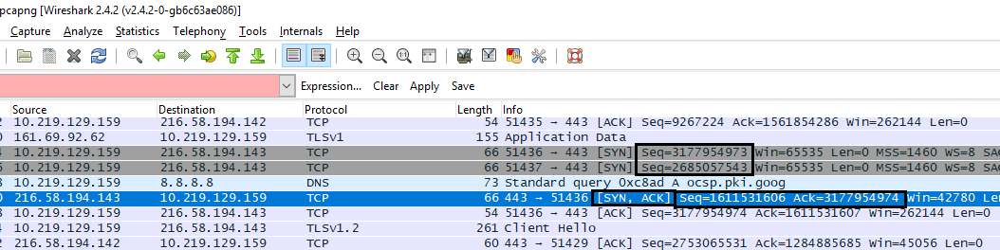 pcapng [Wireshark 2.4.2 (v2.4.2-0-gb6c63ae086)]
Capture Analyze Statistics Telephony Tools Internals Help
Expression... Clear Apply Save
Source Destination Protocol Length Info
10.219.129.159 216.58.194.142 TCP 54 51435 → 443 [ACK] Seq=9267224 Ack=1561854286 Win=262144 Len=0
161.69.92.62 10.219.129.159 TLSv1 155 Application Data
10.219.129.159 216.58.194.143 TCP 66 51436 → 443 [SYN] Seq=3177954973 Win=65535 Len=0 MSS=1460 WS=8 SAC
10.219.129.159 216.58.194.143 TCP 66 51437 → 443 [SYN] Seq=2685057543 Win=65535 Len=0 MSS=1460 WS=8 SAC
10.219.129.159 8.8.8.8 DNS 73 Standard query 0xc8ad A ocsp.pki.goog
216.58.194.143 10.219.129.159 TCP 66 443 → 51436 [SYN, ACK] Seq=1611531606 Ack=3177954974 Win=42780 Le
10.219.129.159 216.58.194.143 TCP 54 51436 → 443 [ACK] Seq=3177954974 Ack=1611531607 Win=262144 Len=0
10.219.129.159 216.58.194.143 TLSv1.2 261 Client Hello
216.58.194.142 10.219.129.159 TCP 60 443 → 51429 [ACK] Seq=2753065531 Ack=1284885685 Win=45056 Len=0